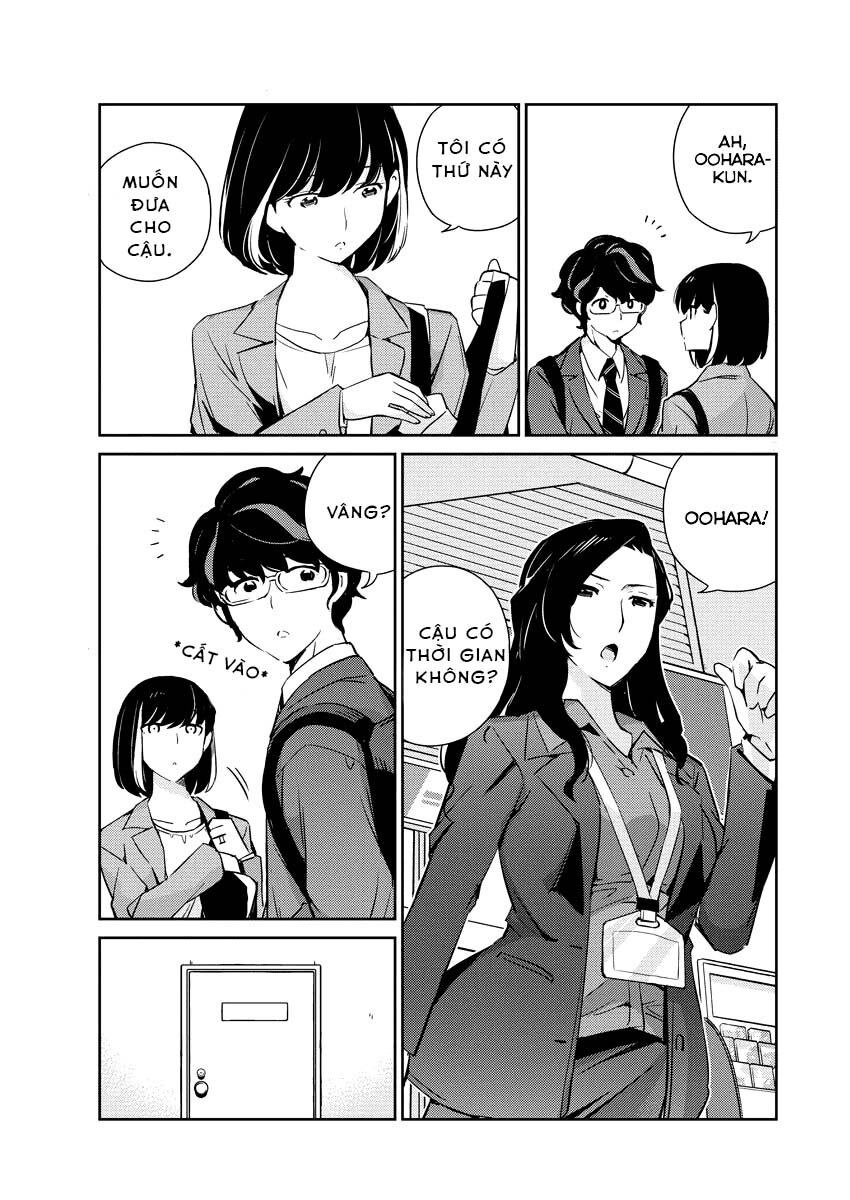 AH,
OOHARA-
KUN.
TÔI CÓ
THỨ NÀY
MUỐN
ĐƯA
CHO
CẬU.
OOHARA!
CẬU CÓ
THỜI GIAN
KHÔNG?
VÂNG?
*CẤT VÀO*